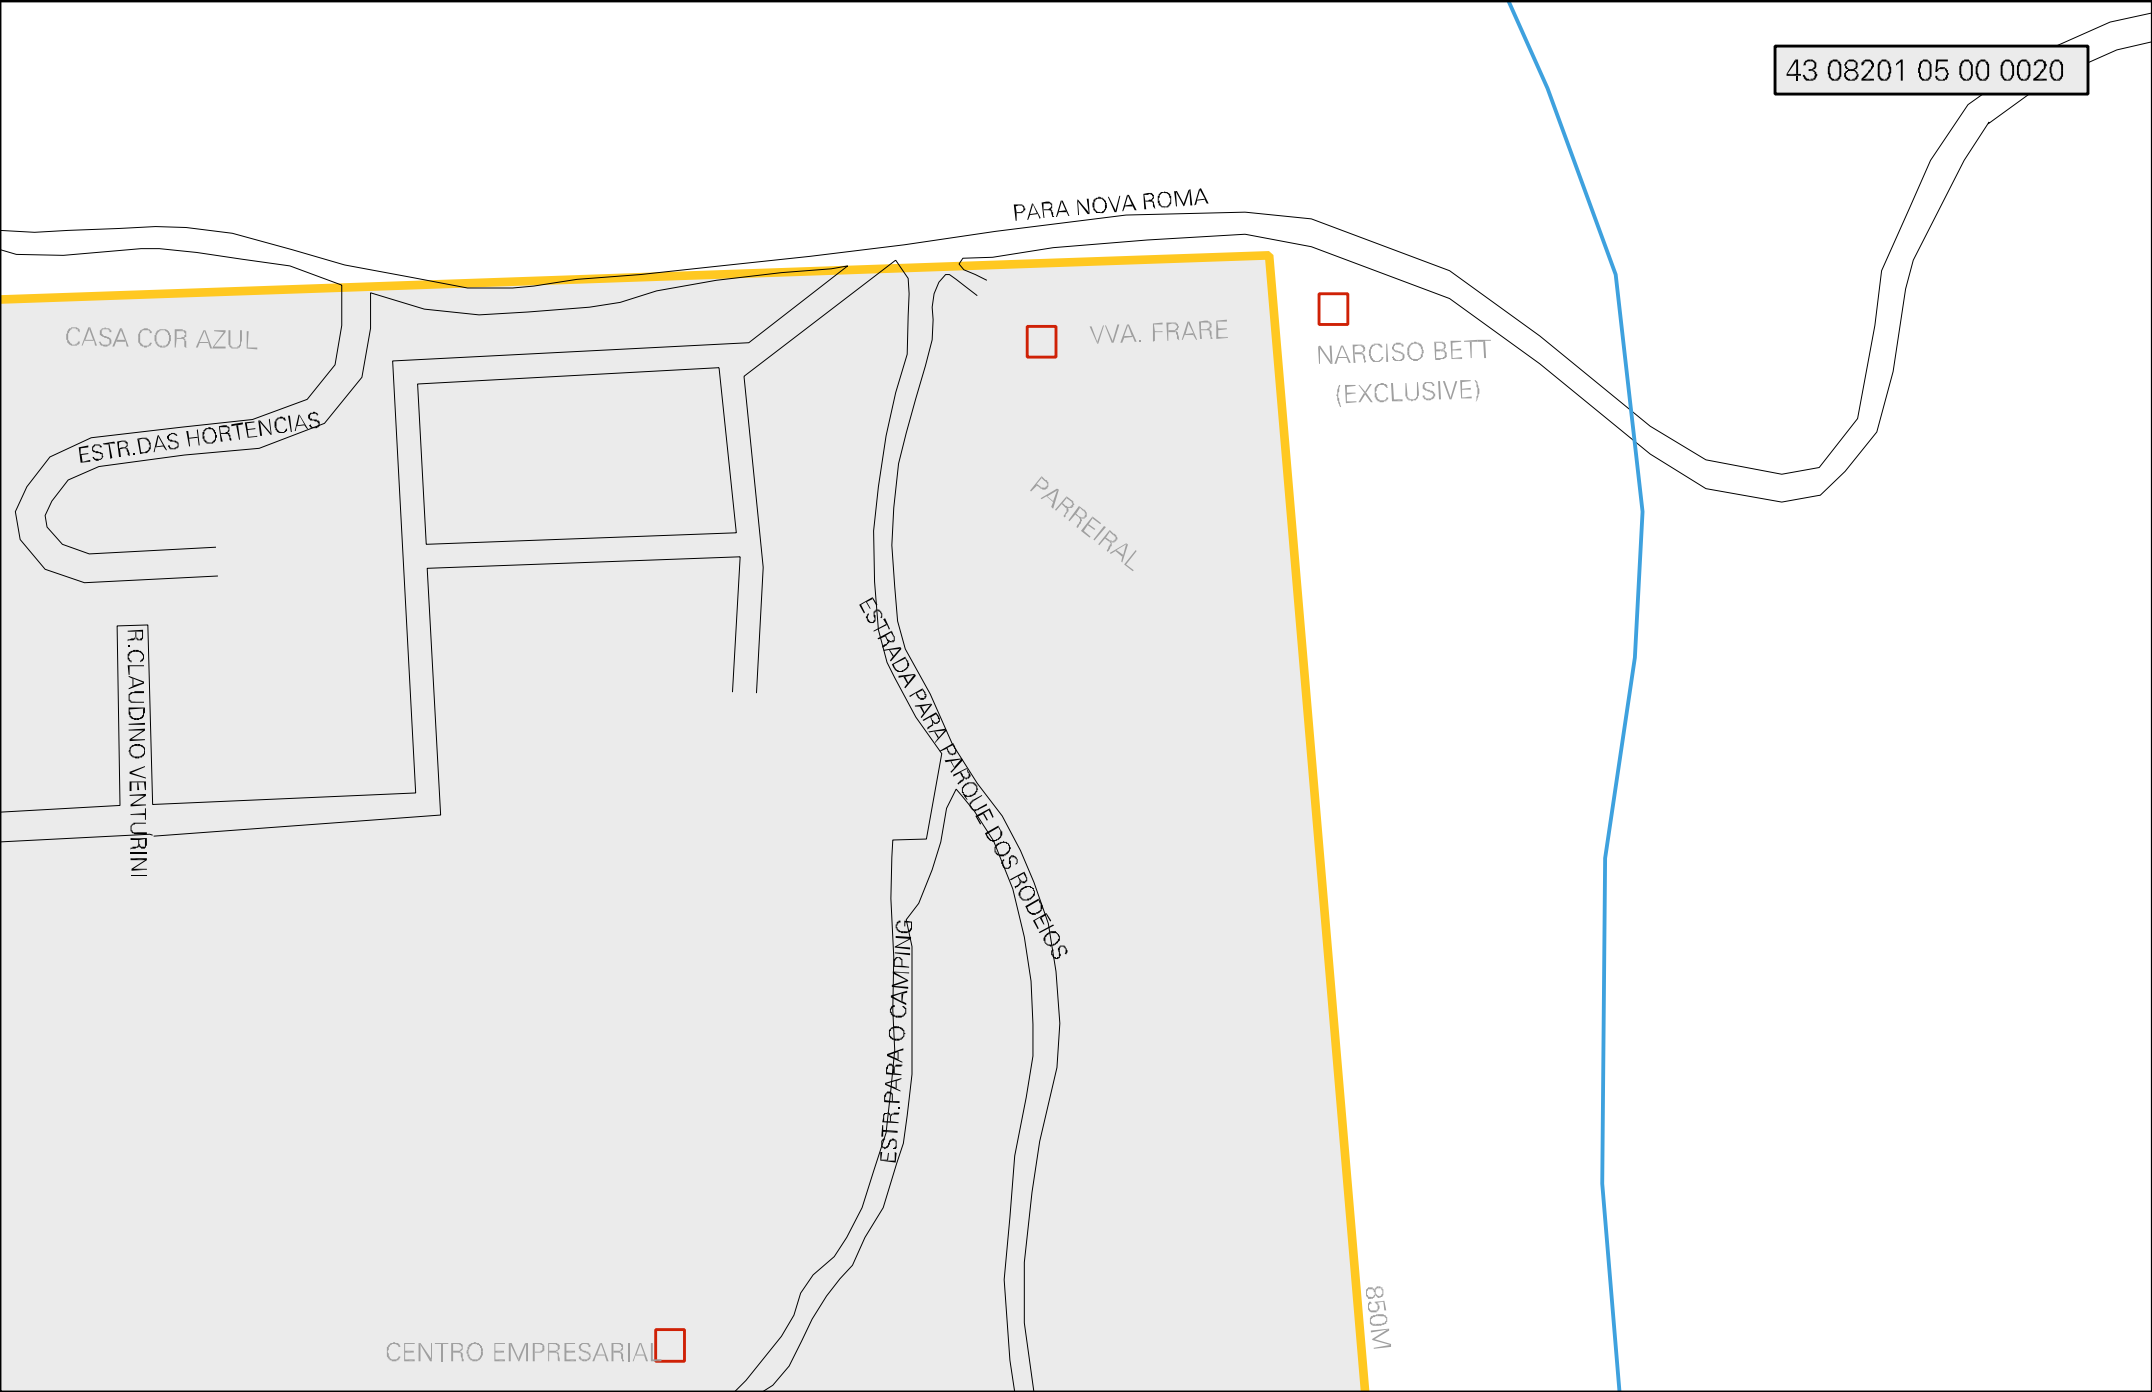 43 08201 05 00 0020
PARA NOVA ROMA
CASA COR AZUL
VVA. FRARE
NARCISO BETT
(EXCLUSIVE)
ESTR.DAS HORTENCIAS
PARREIRAL
R.CLAUDINO VENTURINI
ESTRADA PARA PARQUE DOS RODEIOS
ESTR.PARA O CAMPING
850M
CENTRO EMPRESARIAL